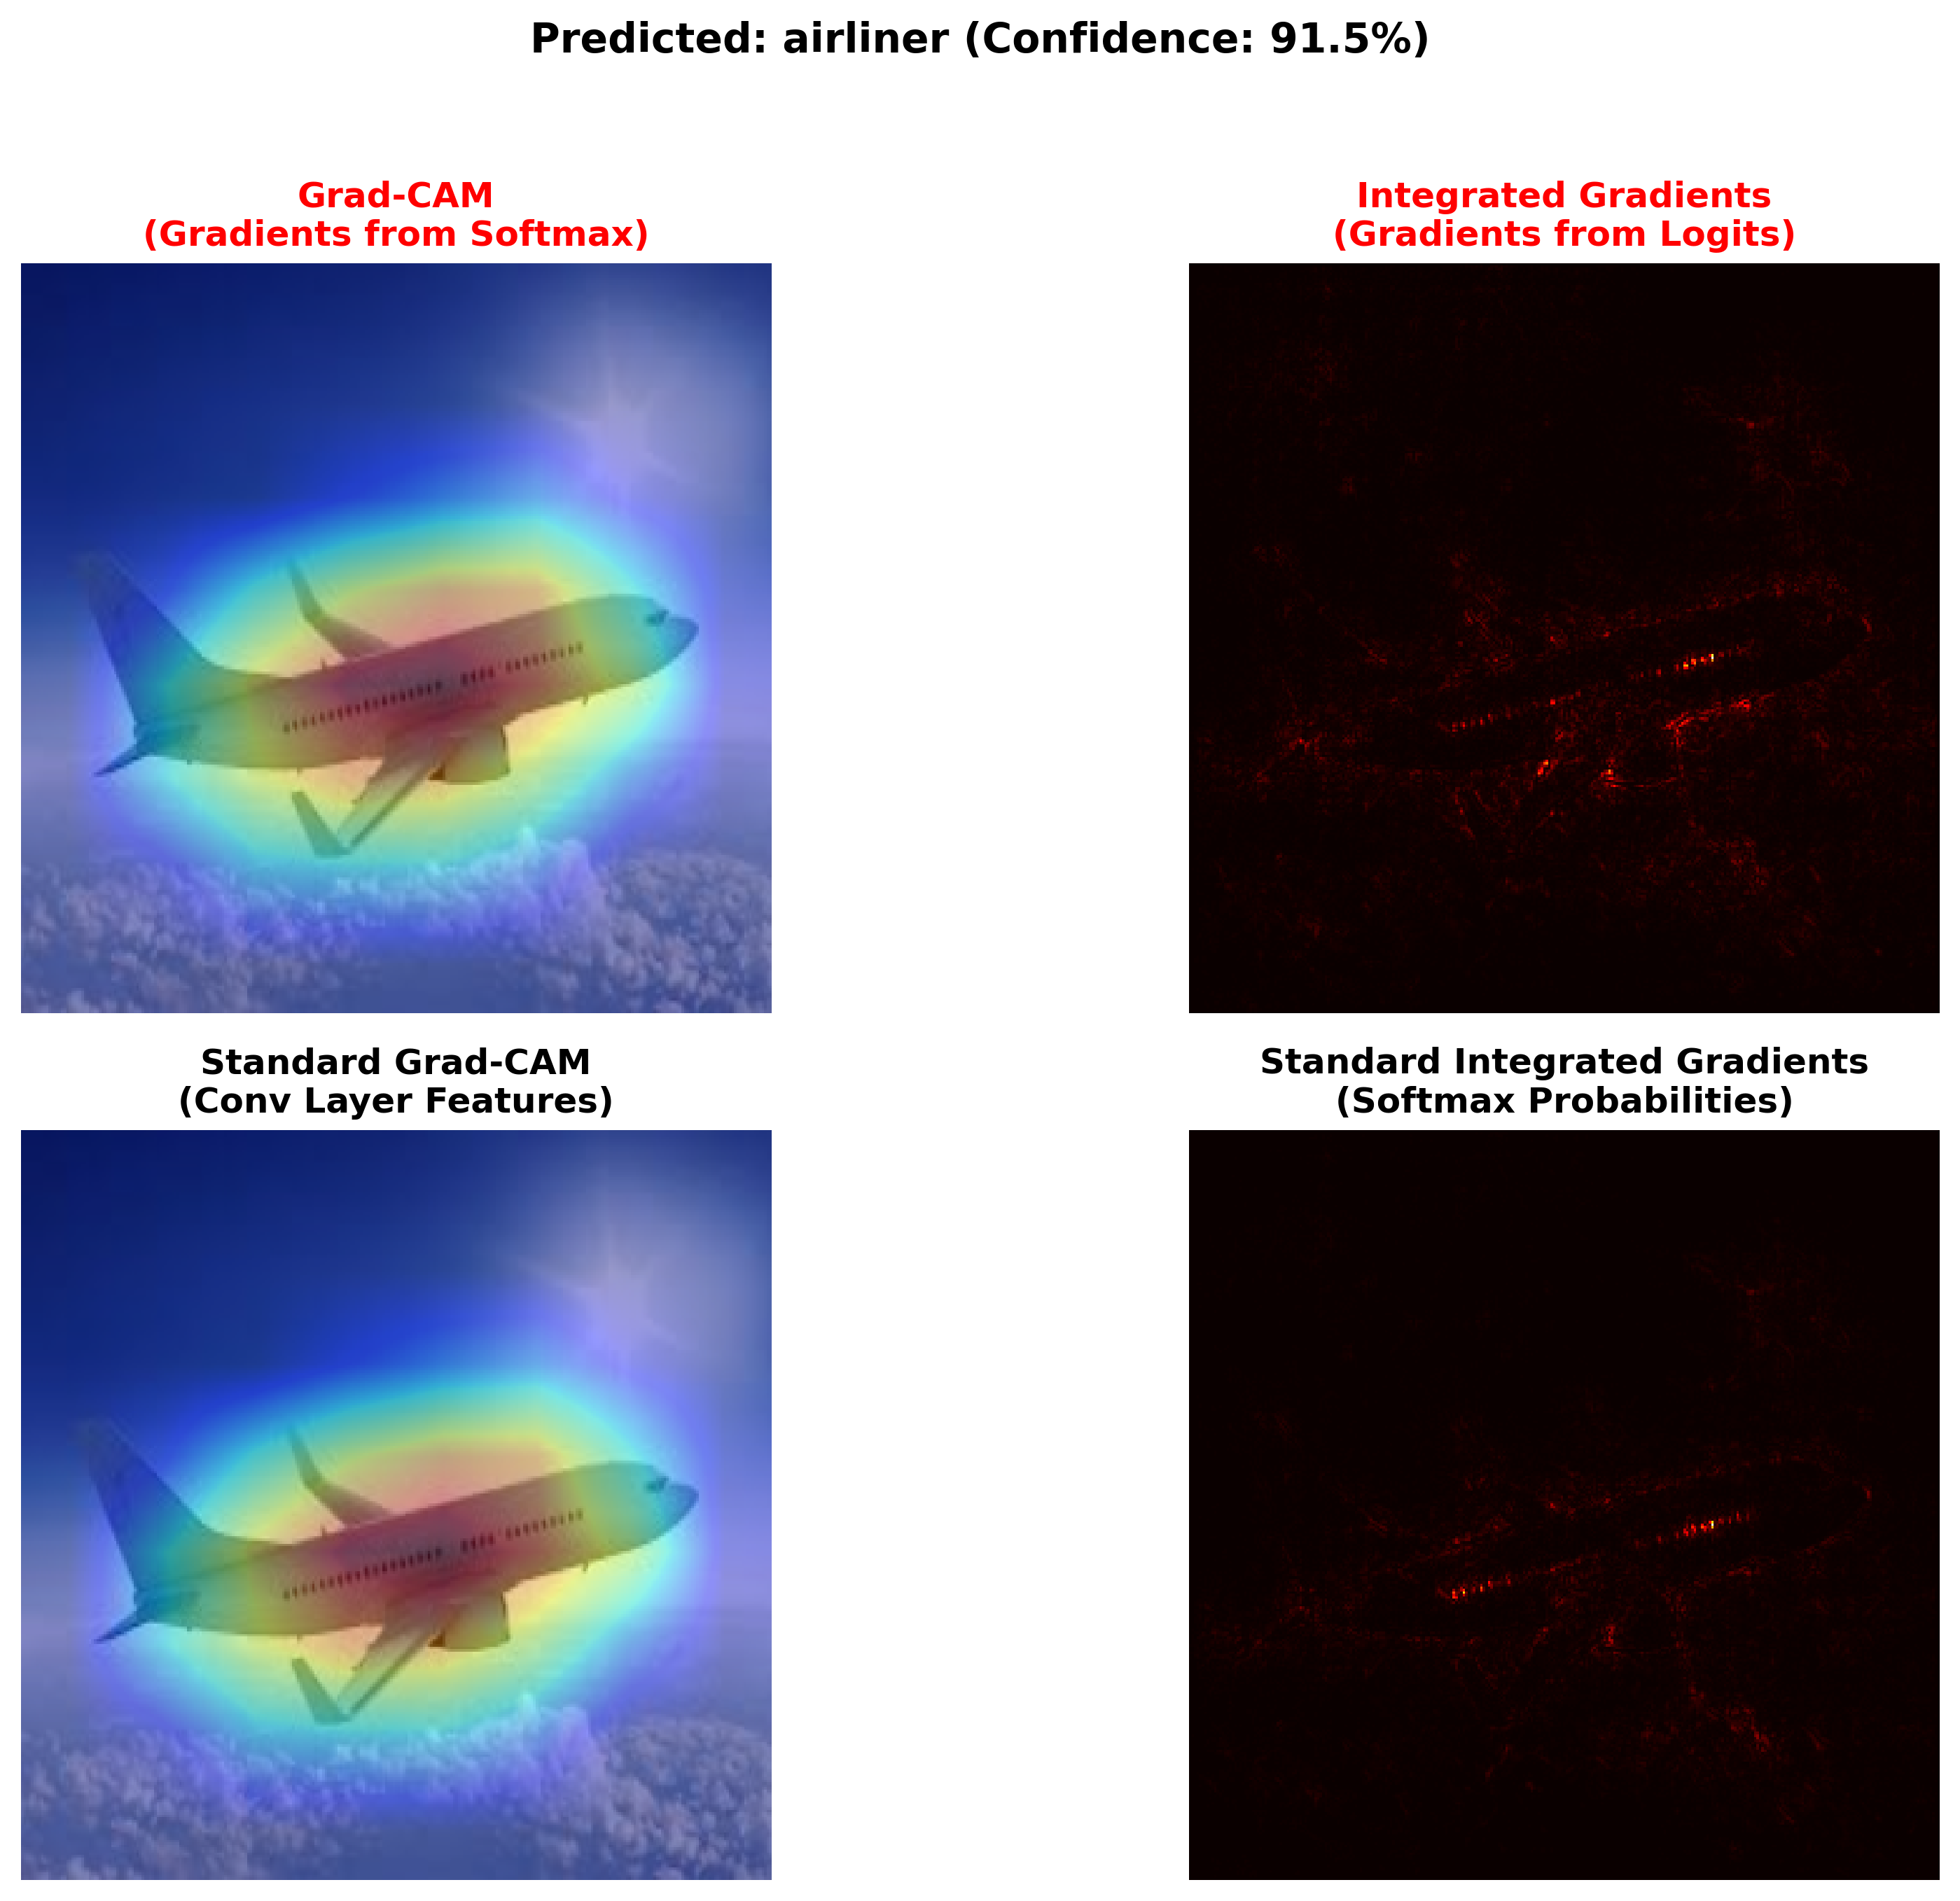 Predicted: airliner (Confidence: 91.5%)
Grad-CAM
(Gradients from Softmax)
Integrated Gradients
(Gradients from Logits)
Standard Grad-CAM
(Conv Layer Features)
Standard Integrated Gradients
(Softmax Probabilities)